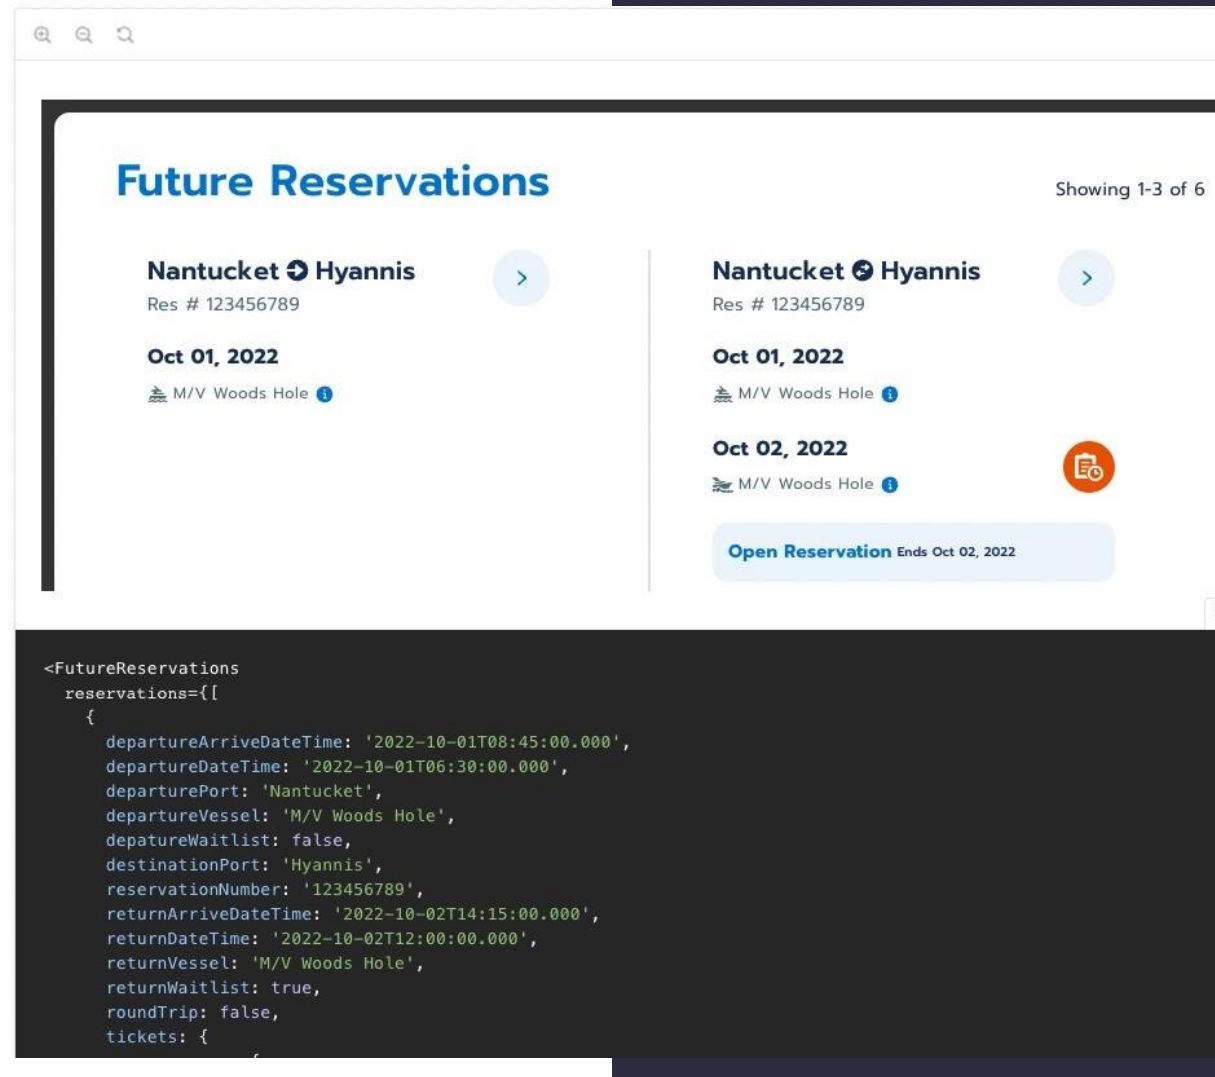 Future Reservations
Showing 1-3 of 6
Nantucket Hyannis
Res # 123456789
Oct 01, 2022
M/V Woods Hole
Nantucket Hyannis
Res # 123456789
Oct 01, 2022
M/V Woods Hole
Oct 02, 2022
M/V Woods Hole
Open Reservation Ends Oct 02, 2022
<FutureReservations
reservations={[
{
departureArriveDateTime: '2022-10-01T08:45:00.000',
departureDateTime: '2022-10-01T06:30:00.000',
departurePort: 'Nantucket',
departureVessel: 'M/V Woods Hole',
depatureWaitlist: false,
destinationPort: 'Hyannis',
reservationNumber: '123456789',
returnArriveDateTime: '2022-10-02T14:15:00.000',
returnDateTime: '2022-10-02T12:00:00.000',
returnVessel: 'M/V Woods Hole',
returnWaitlist: true,
roundTrip: false,
tickets: {